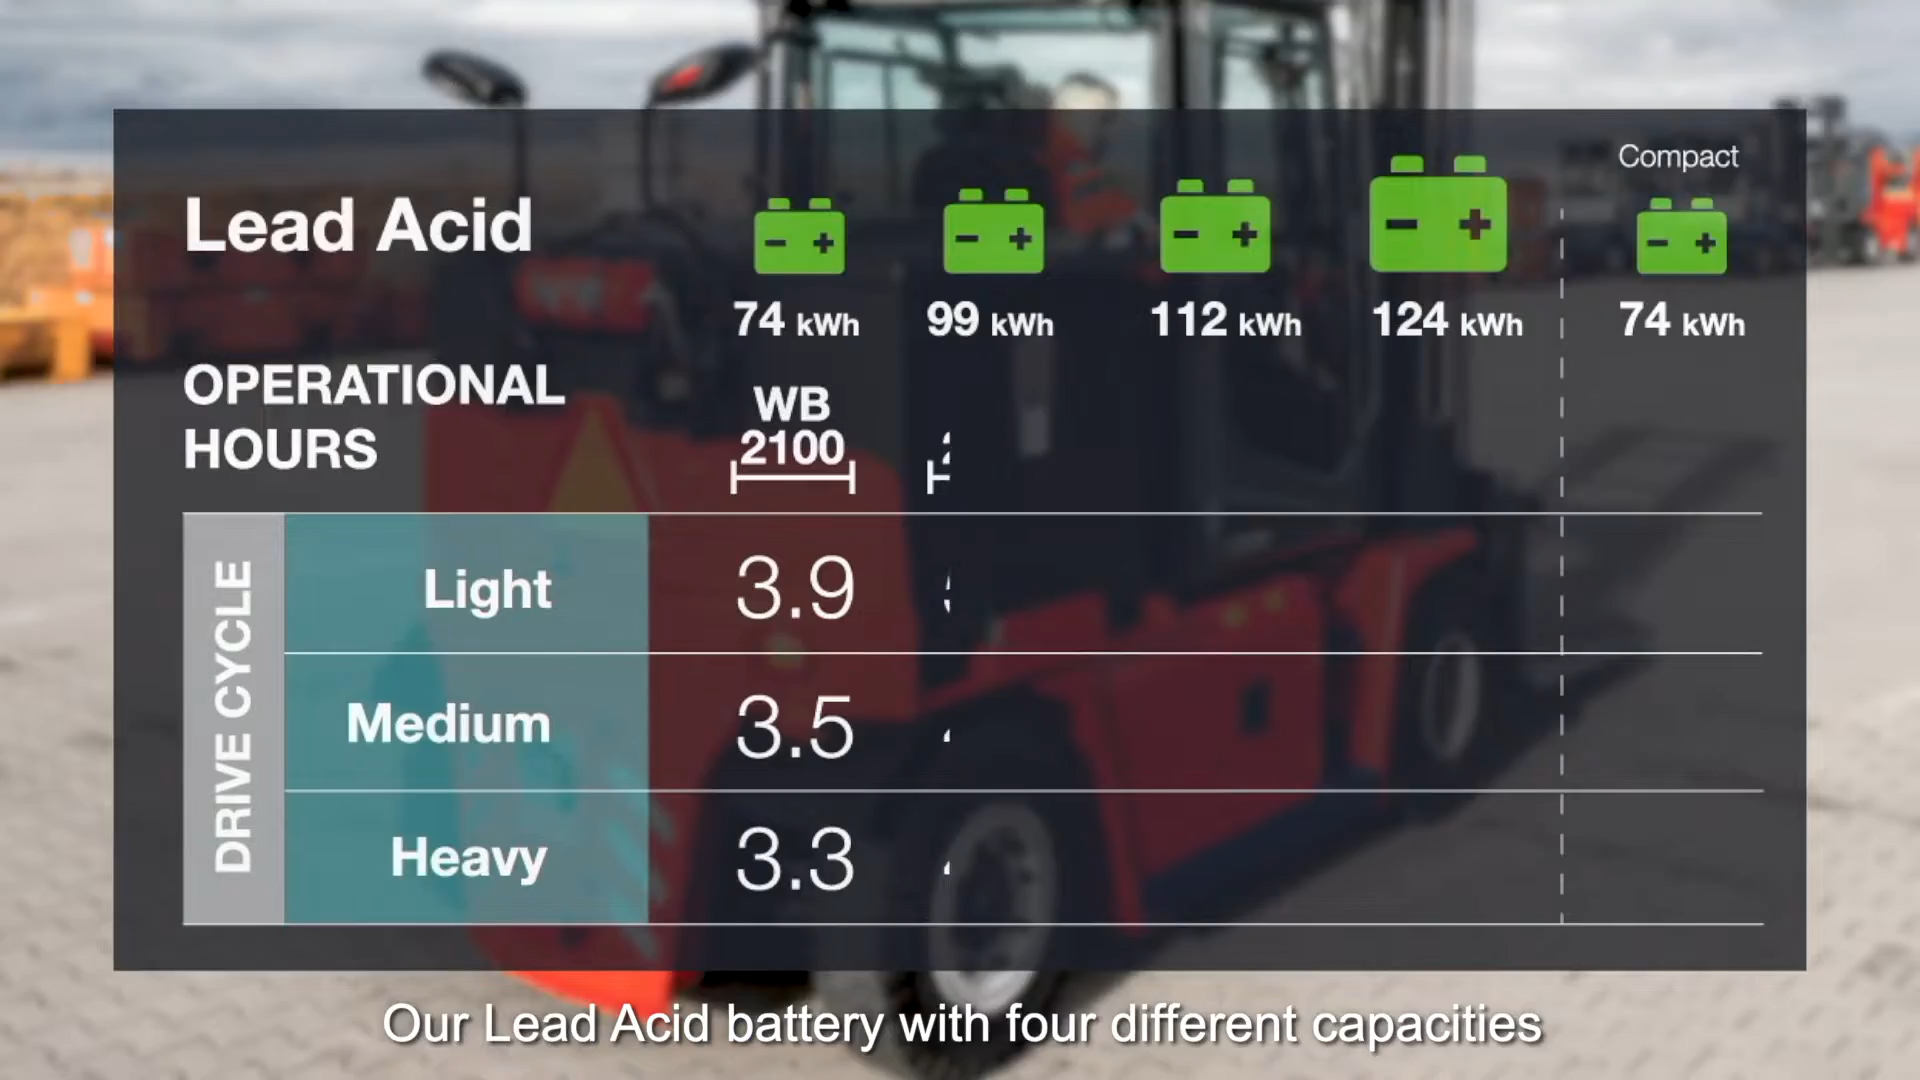 Compact
Lead Acid
74 kWh 99 kWh 112 kWh 124 kWh 74 kWh
OPERATIONAL
HOURS
WB
2100
DRIVE CYCLE
Light 3.9
Medium 3.5
Heavy 3.3
Our Lead Acid battery with four different capacities